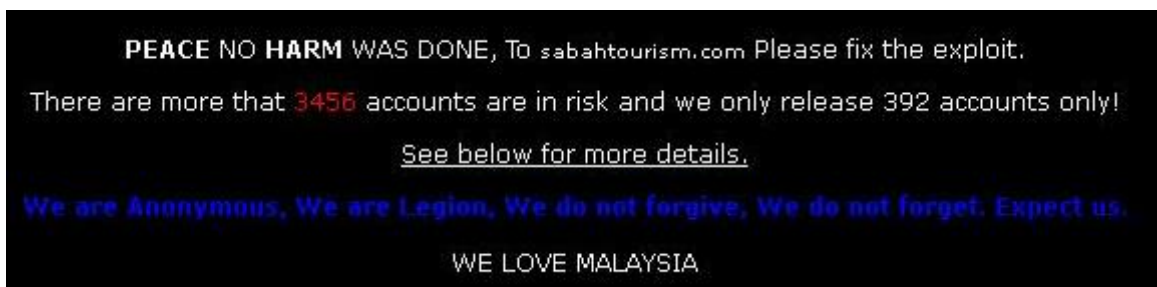 PEACE NO HARM WAS DONE, To sabahtourism.com Please fix the exploit.
There are more that 3456 accounts are in risk and we only release 392 accounts only!
See below for more details.
We are Anonymous, We are Legion, We do not forgive, We do not forget. Expect us.
WE LOVE MALAYSIA